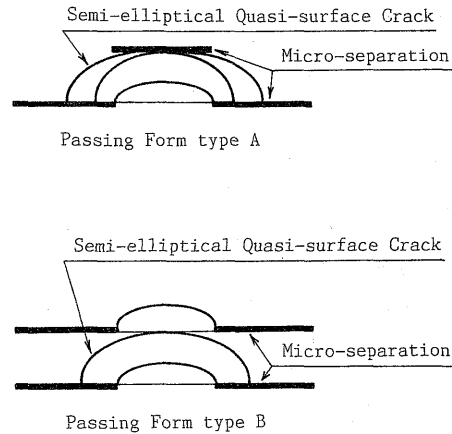 Semi-elliptical Quasi-surface Crack
Micro-separation
Passing Form type A
Semi-elliptical Quasi-surface Crack
Micro-separation
Passing Form type B